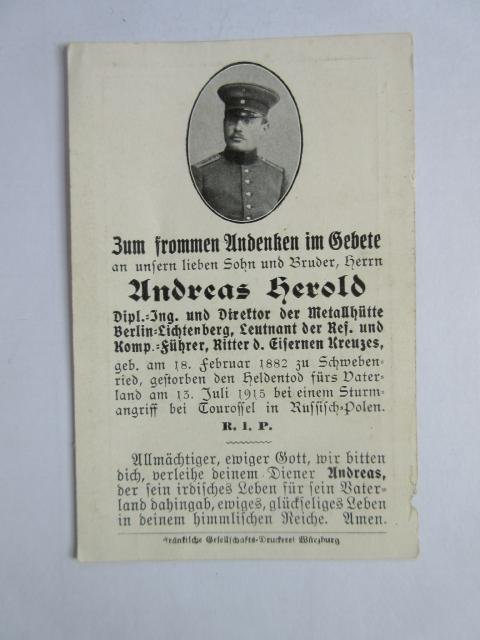 Zum frommen Andenken im Gebete
an unsern lieben Sohn und Bruder, Herrn
Andreas Herold
Dipl.-Ing. und Direktor der Metallhütte
Berlin-Lichtenberg, Leutnant der Res. und
Komp.-Führer, Ritter d. Eisernen Kreuzes,
geb. am 18. Februar 1882 zu Schweben-
ried, gestorben den Heldentod fürs Vater-
land am 13. Juli 1915 bei einem Sturm-
angriff bei Tourossel in Russisch-Polen.
R. I. P.
Allmächtiger, ewiger Gott, wir bitten
dich, verleihe deinem Diener Andreas,
der sein irdisches Leben für sein Vater-
land dahingab, ewiges, glückseliges Leben
in deinem himmlischen Reiche. Amen.
Fränkische Gesellschafts-Druckerei Würzburg